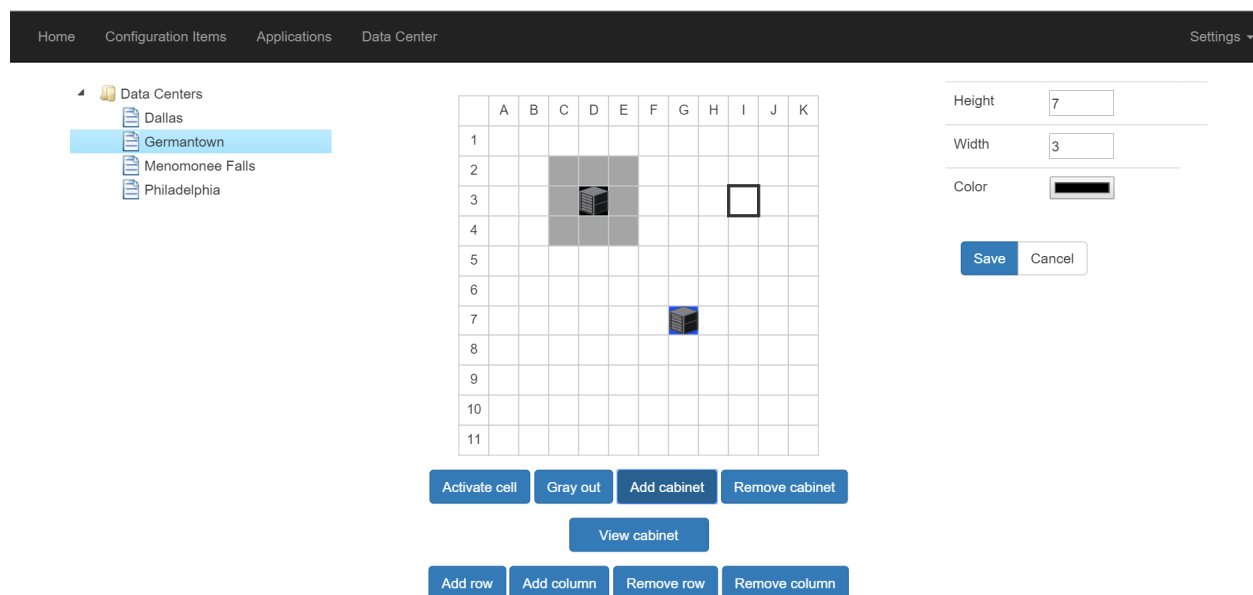 Home Configuration Items Applications Data Center Settings
Data Centers
Dallas
Germantown
Menomonee Falls
Philadelphia
A B C D E F G H I J K
1
2
3
4
5
6
7
8
9
10
11
Activate cell Gray out Add cabinet Remove cabinet
View cabinet
Add row Add column Remove row Remove column
Height 7
Width 3
Color
Save Cancel